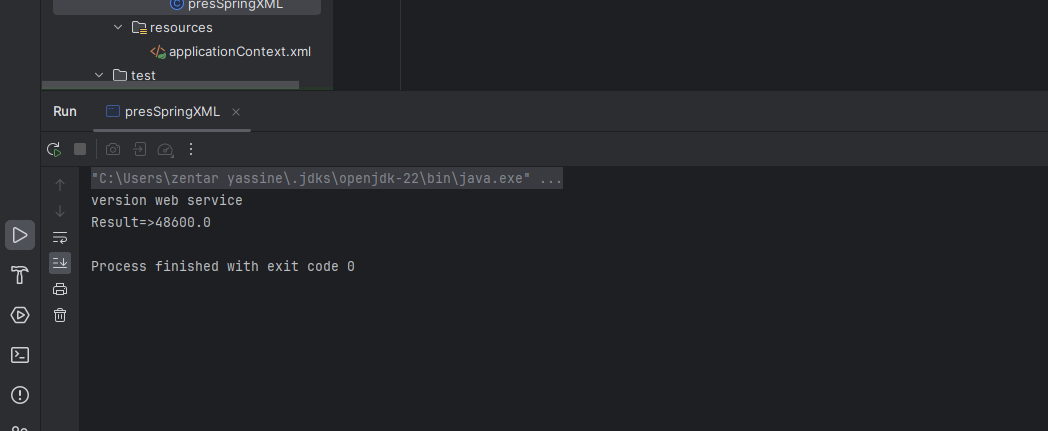 presSpringXML
resources
applicationContext.xml
test
Run presSpringXML
"C:\Users\zentar yassine\.jdks\openjdk-22\bin\java.exe" ...
version web service
Result=>48600.0
Process finished with exit code 0